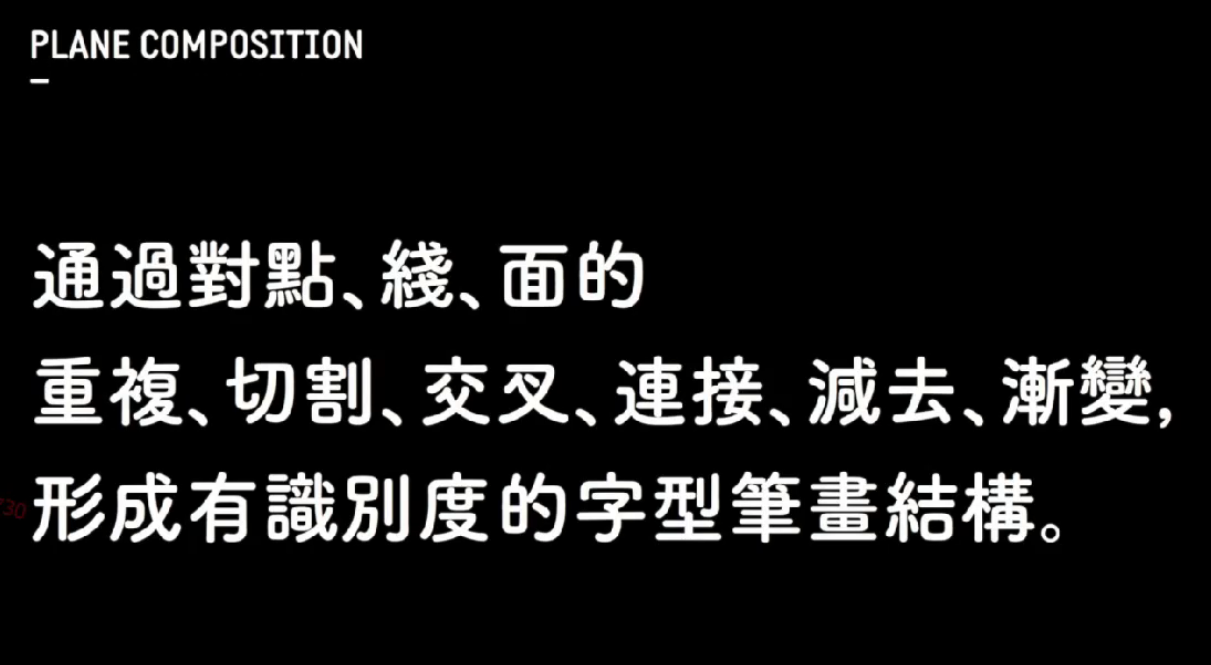 PLANE COMPOSITION
通過對點、綫、面的
重複、切割、交叉、連接、減去、漸變,
形成有識別度的字型筆畫結構。